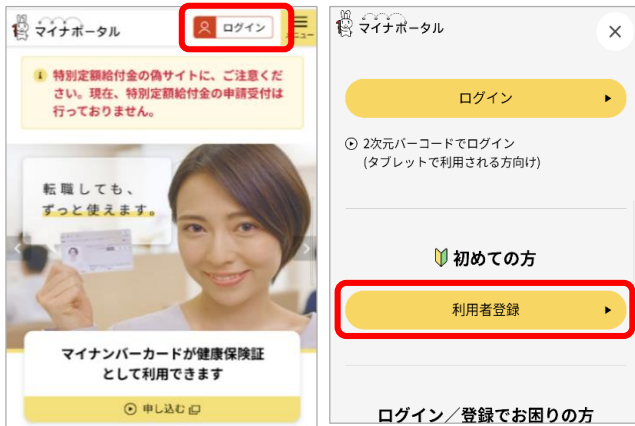 マイナポータル
ログイン
メニュー
特別定額給付金の偽サイトに、ご注意くだ
さい。現在、特別定額給付金の申請受付は
行っておりません。
転職しても、
ずっと使えます。
マイナンバーカードが健康保険証
として利用できます
申し込む
マイナポータル
ログイン
2次元バーコードでログイン
(タブレットで利用される方向け)
初めての方
利用者登録
ログイン／登録でお困りの方